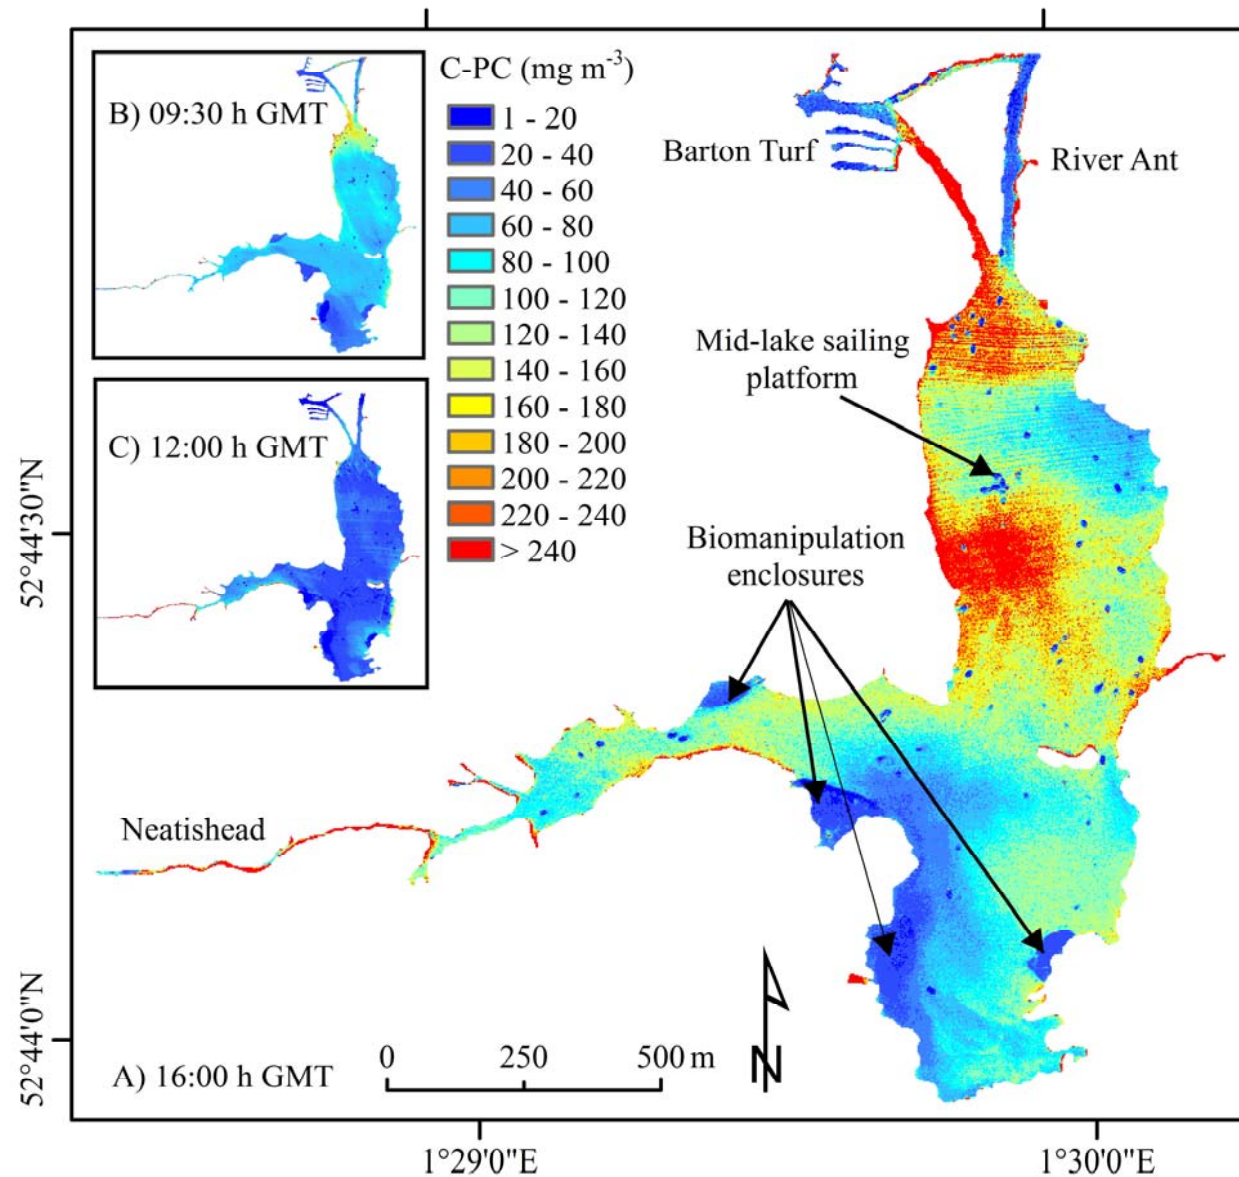 B) 09:30 h GMT
C) 12:00 h GMT
C-PC (mg m-3)
1 - 20
20 - 40
40 - 60
60 - 80
80 - 100
100 - 120
120 - 140
140 - 160
160 - 180
180 - 200
200 - 220
220 - 240
> 240
Barton Turf
River Ant
Mid-lake sailing
platform
Biomanipulation
enclosures
Neatishead
A) 16:00 h GMT
0 250 500 m
N
52°44'30"N
52°44'0"N
1°29'0"E
1°30'0"E